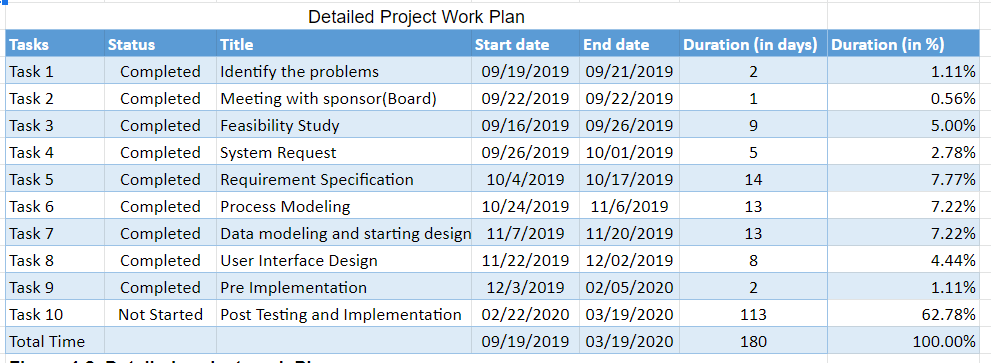 Detailed Project Work Plan
Tasks Status Title Start date End date Duration (in days) Duration (in %)
Task 1 Completed Identify the problems 09/19/2019 09/21/2019 2 1.11%
Task 2 Completed Meeting with sponsor(Board) 09/22/2019 09/22/2019 1 0.56%
Task 3 Completed Feasibility Study 09/16/2019 09/26/2019 9 5.00%
Task 4 Completed System Request 09/26/2019 10/01/2019 5 2.78%
Task 5 Completed Requirement Specification 10/4/2019 10/17/2019 14 7.77%
Task 6 Completed Process Modeling 10/24/2019 11/6/2019 13 7.22%
Task 7 Completed Data modeling and starting design 11/7/2019 11/20/2019 13 7.22%
Task 8 Completed User Interface Design 11/22/2019 12/02/2019 8 4.44%
Task 9 Completed Pre Implementation 12/3/2019 02/05/2020 2 1.11%
Task 10 Not Started Post Testing and Implementation 02/22/2020 03/19/2020 113 62.78%
Total Time 09/19/2019 03/19/2020 180 100.00%